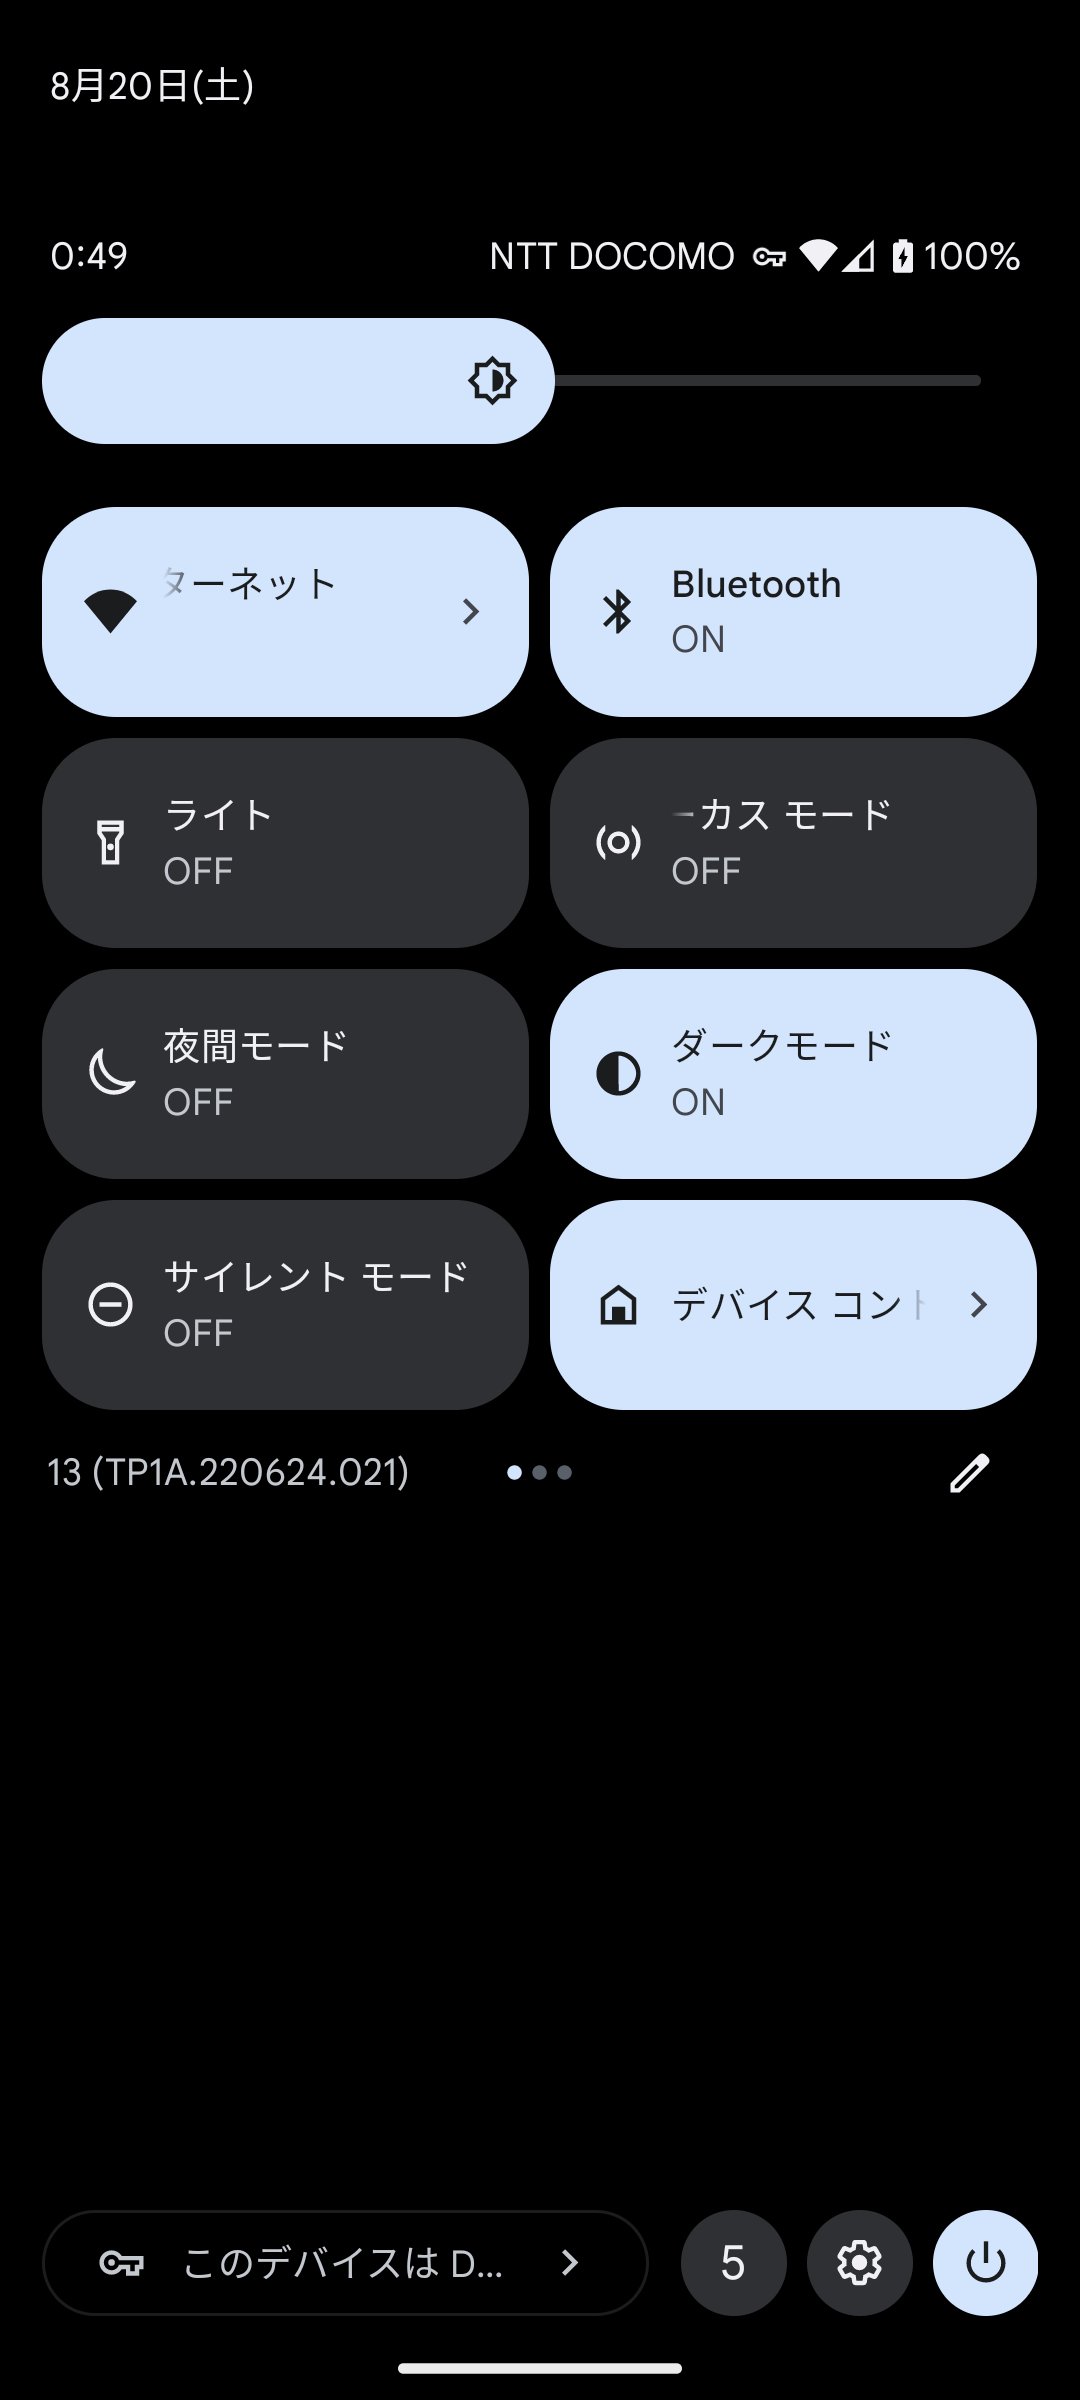 8月20日(土)
0:49
NTT DOCOMO 100%
ターネット
Bluetooth
ON
ライト
OFF
ーカス モード
OFF
夜間モード
OFF
ダークモード
ON
サイレント モード
OFF
デバイス コント
13 (TP1A.220624.021)
このデバイスは D...
5